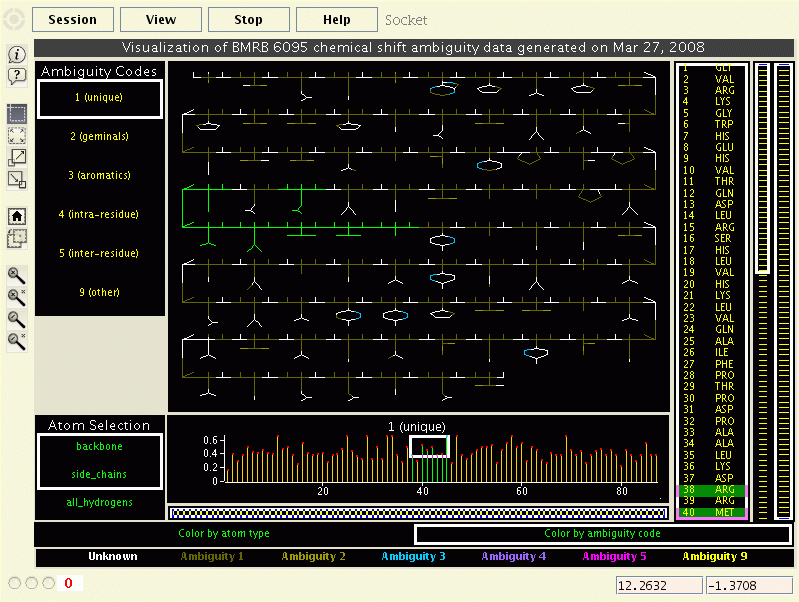 Session View Stop Help Socket
Visualization of BMRB 6095 chemical shift ambiguity data generated on Mar 27, 2008
Ambiguity Codes
1 (unique)
2 (geminals)
3 (aromatics)
4 (intra-residue)
5 (inter-residue)
9 (other)
1 GLY
2 VAL
3 ARG
4 LYS
5 GLY
6 TRP
7 HIS
8 GLU
9 HIS
10 VAL
11 THR
12 GLN
13 ASP
14 LEU
15 ARG
16 SER
17 HIS
18 LEU
19 VAL
20 HIS
21 LYS
22 LEU
23 VAL
24 GLN
25 ALA
26 ILE
27 PHE
28 PRO
29 THR
30 PRO
31 ASP
32 PRO
33 ALA
34 ALA
35 LEU
36 LYS
37 ASP
38 ARG
39 ARG
40 MET
Atom Selection
backbone
side_chains
all_hydrogens
1 (unique)
0.6
0.4
0.2
0
20 40 60 80
Color by atom type Color by ambiguity code
Unknown Ambiguity 1 Ambiguity 2 Ambiguity 3 Ambiguity 4 Ambiguity 5 Ambiguity 9
0 12.2632 -1.3708